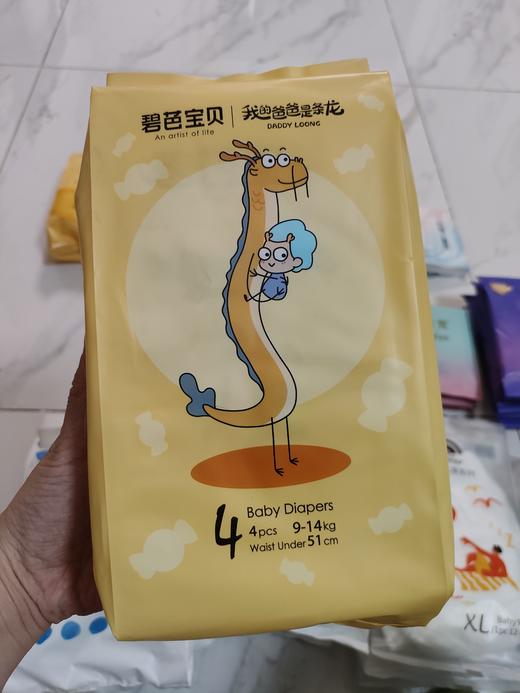 碧芭宝贝
An artist of life
我的爸爸是条龙
DADDY LOONG
4
Baby Diapers
4pcs 9-14kg
Waist Under 51cm
XL